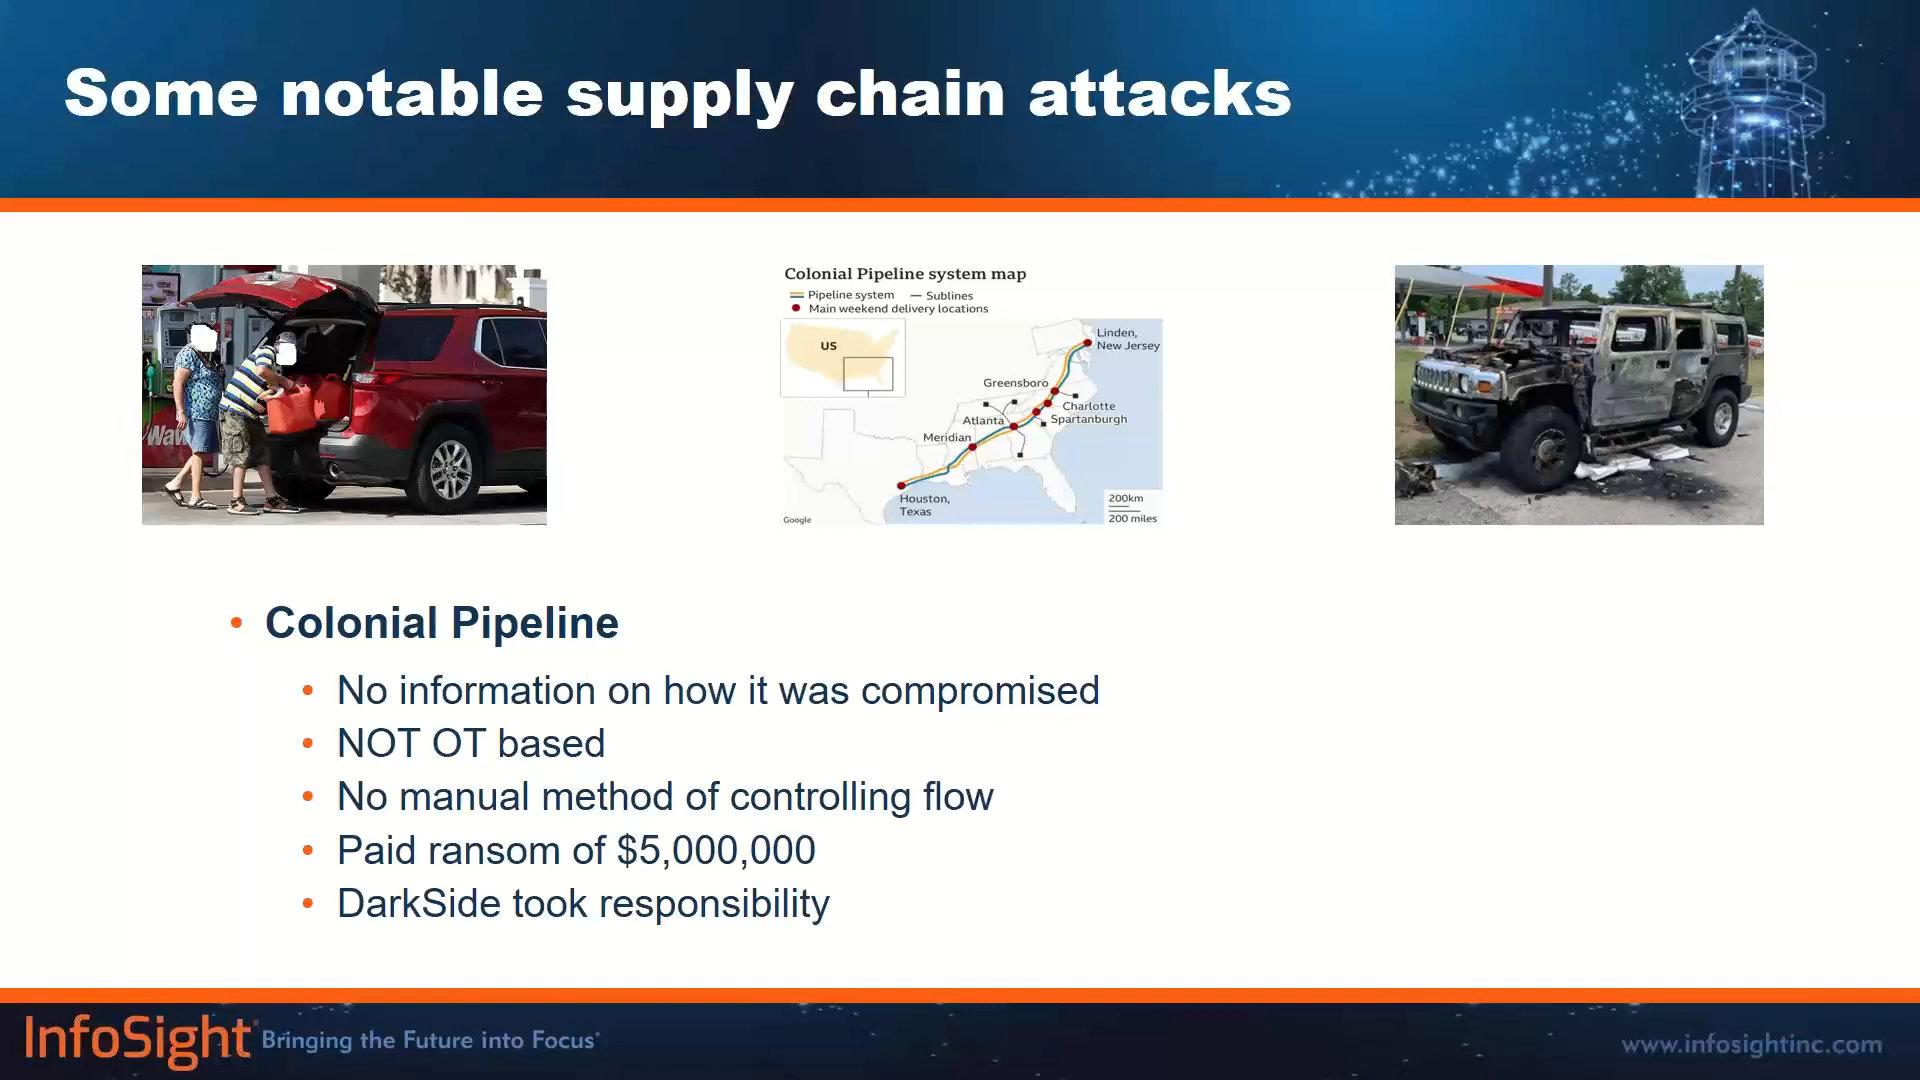 Some notable supply chain attacks
Waw
Colonial Pipeline system map
Pipeline system
Sublines
Main weekend delivery locations
US
Linden,
New Jersey
Greensboro
Charlotte
Spartanburgh
Atlanta
Meridian
Houston,
Texas
200km
200 miles
Google
• Colonial Pipeline
• No information on how it was compromised
• NOT OT based
• No manual method of controlling flow
• Paid ransom of $5,000,000
• DarkSide took responsibility
InfoSight® Bringing the Future into Focus®
www.infosightinc.com